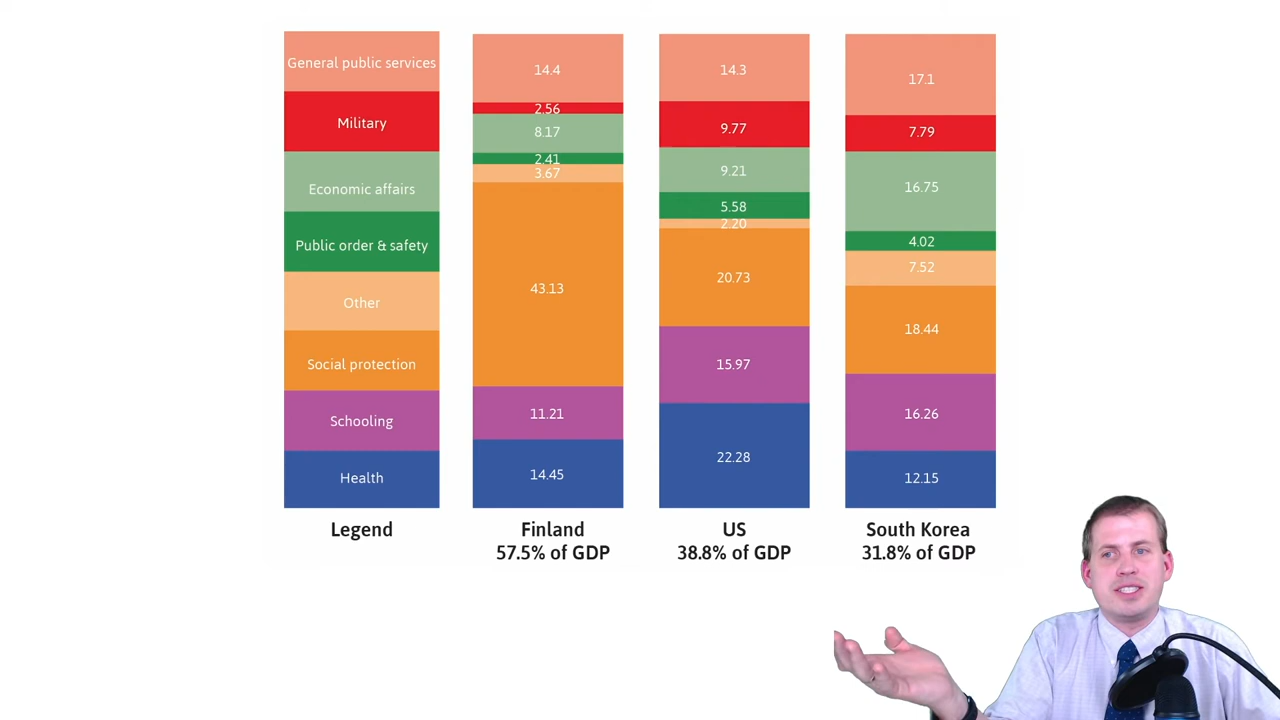 General public services
Military
Economic affairs
Public order & safety
Other
Social protection
Schooling
Health
Legend
14.4
2.56
8.17
2.41
3.67
43.13
11.21
14.45
Finland
57.5% of GDP
14.3
9.77
9.21
5.58
2.20
20.73
15.97
22.28
US
38.8% of GDP
17.1
7.79
16.75
4.02
7.52
18.44
16.26
12.15
South Korea
31.8% of GDP